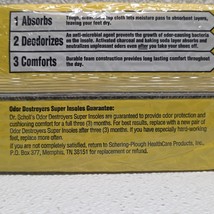 1 Absorbs
Tough, cloth lets moisture pass to absorbent layers,
leaving your feet dry.
2 Deodorizes
An anti-microbial agent prevents the growth of odor-causing bacteria
on the insole. Activated charcoal and baking soda layer absorbs and
neutralizes unpleasant odors even after you take your shoes off.
3 Comforts
Durable foam construction provides long lasting comfort throughout
the day.
Odor Destroyers Super Insoles Guarantee:
Dr. Scholl's Odor Destroyers Super Insoles are guaranteed to provide odor protection and
cushioning comfort for a full three (3) months. For best results, replace with a new pair of
Odor Destroyers Super Insoles after three (3) months. If you have especially hard-working
feet, replace more often.
If you are not completely satisfied, return to Schering-Plough HealthCare Products, Inc.,
P.O. Box 377, Memphis, TN 38151 for replacement or refund.